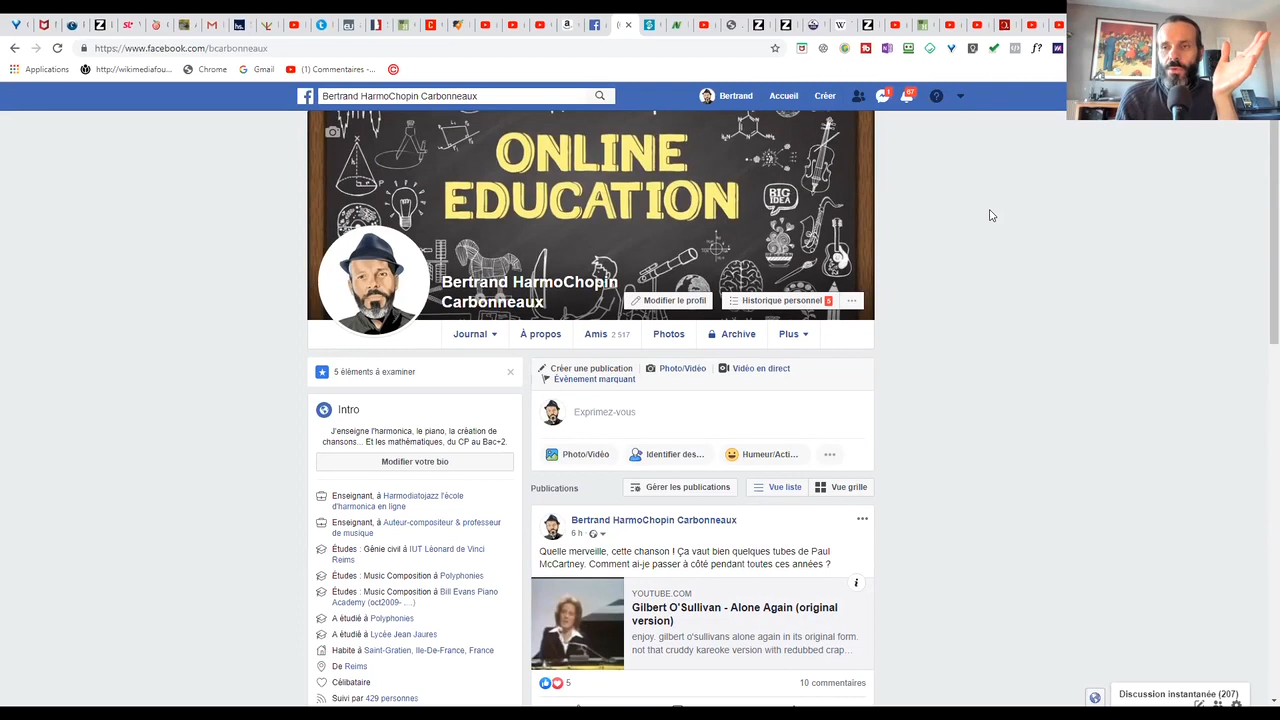 https://www.facebook.com/bcarbonneaux
Applications
http://wikimediafou...
Chrome
Gmail
(1) Commentaires -...
Bertrand HarmoChopin Carbonneaux
Bertrand
Accueil
Créer
1
67
ONLINE
EDUCATION
BIG
IDEA
Bertrand HarmoChopin
Carbonneaux
Modifier le profil
Historique personnel 5
Journal
À propos
Amis 2 517
Photos
Archive
Plus
5 éléments à examiner
Intro
J'enseigne l'harmonica, le piano, la création de
chansons... Et les mathématiques, du CP au Bac+2.
Modifier votre bio
Enseignant, à Harmodiatojazz l'école
d'harmonica en ligne
Enseignant, à Auteur-compositeur & professeur
de musique
Études : Génie civil à IUT Léonard de Vinci
Reims
Études : Music Composition à Polyphonies
Études : Music Composition à Bill Evans Piano
Academy (oct2009- ....)
A étudié à Polyphonies
A étudié à Lycée Jean Jaures
Habite à Saint-Gratien, Ile-De-France, France
De Reims
Célibataire
Suivi par 429 personnes
Créer une publication
Photo/Vidéo
Vidéo en direct
Évènement marquant
Exprimez-vous
Photo/Vidéo
Identifier des...
Humeur/Acti...
Publications
Gérer les publications
Vue liste
Vue grille
Bertrand HarmoChopin Carbonneaux
6 h
Quelle merveille, cette chanson ! Ça vaut bien quelques tubes de Paul
McCartney. Comment ai-je passer à côté pendant toutes ces années ?
YOUTUBE.COM
Gilbert O'Sullivan - Alone Again (original
version)
enjoy. gilbert o'sullivans alone again in its original form.
not that cruddy kareoke version with redubbed crap...
5
10 commentaires
Discussion instantanée (207)